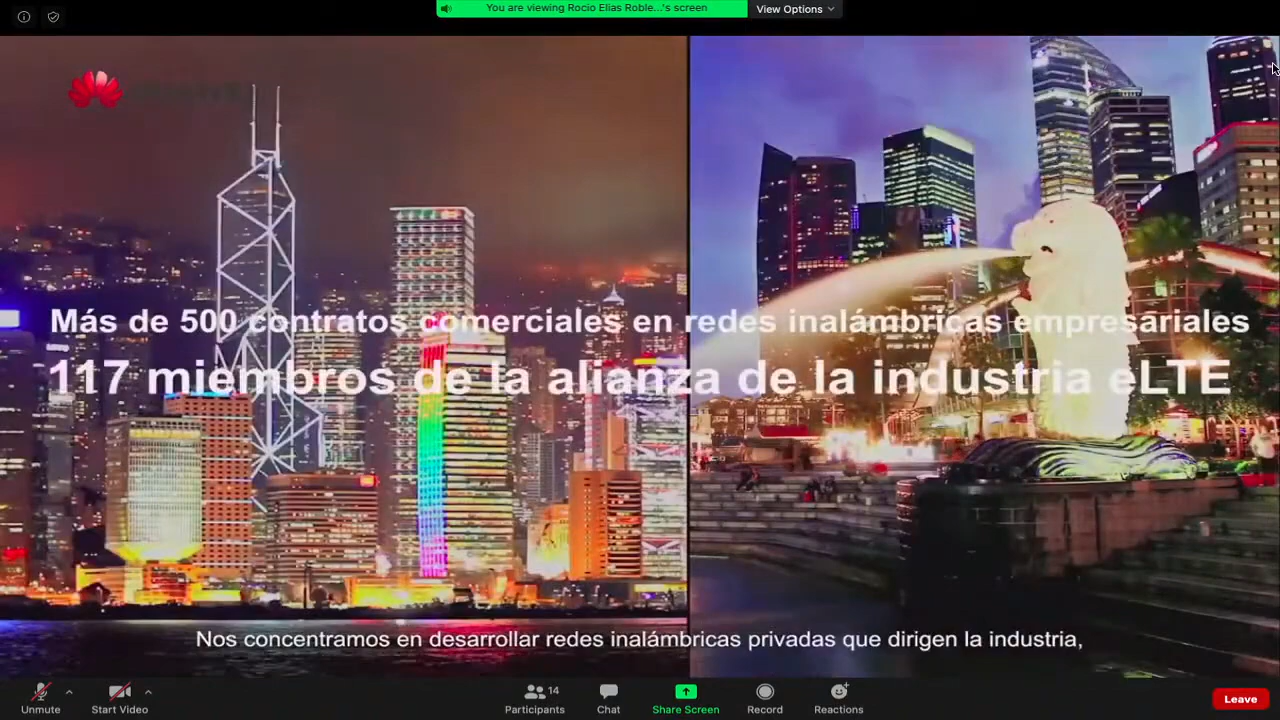 You are viewing Rocio Elias Roble...'s screen
View Options
Más de 500 contratos comerciales en redes inalámbricas empresariales
117 miembros de la alianza de la industria eLTE
Nos concentramos en desarrollar redes inalámbricas privadas que dirigen la industria,
Unmute
Start Video
14
Participants
Chat
Share Screen
Record
Reactions
Leave